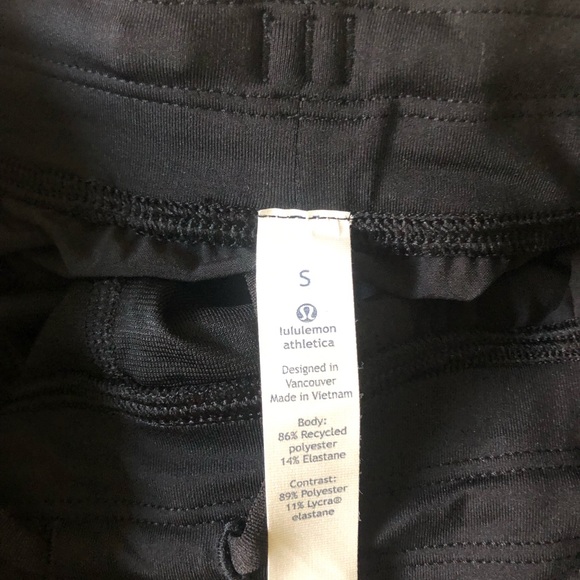 S
lululemon
athletica
Designed in
Vancouver
Made in Vietnam
Body:
86% Recycled
polyester
14% Elastane
Contrast:
89% Polyester
11% Lycra®
elastane